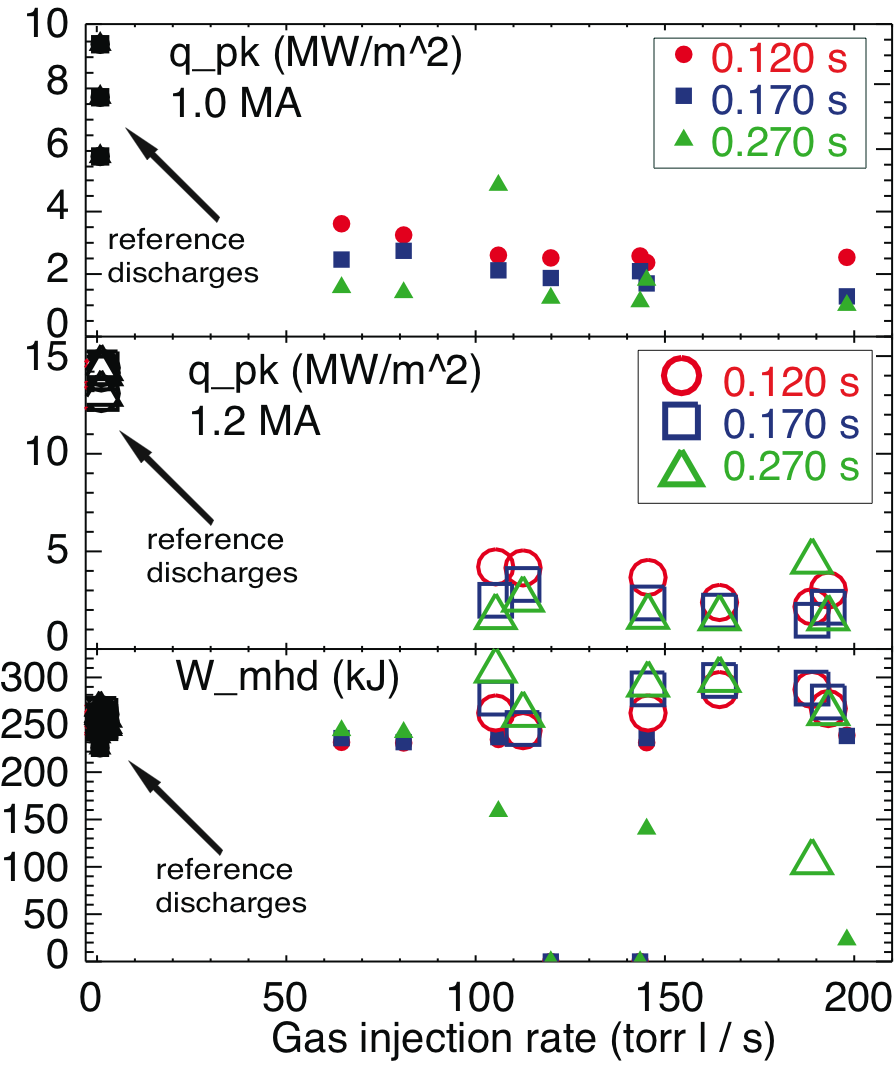 10
q_pk (MW/m^2)
0.120 s
8
1.0 MA
0.170 s
6
0.270 s
4
reference
discharges
2
0
15
q_pk (MW/m^2)
0.120 s
1.2 MA
0.170 s
10
0.270 s
reference
discharges
5
0
W_mhd (kJ)
300
250
200
150
reference
discharges
100
50
0
0 50 100 150 200
Gas injection rate (torr l / s)